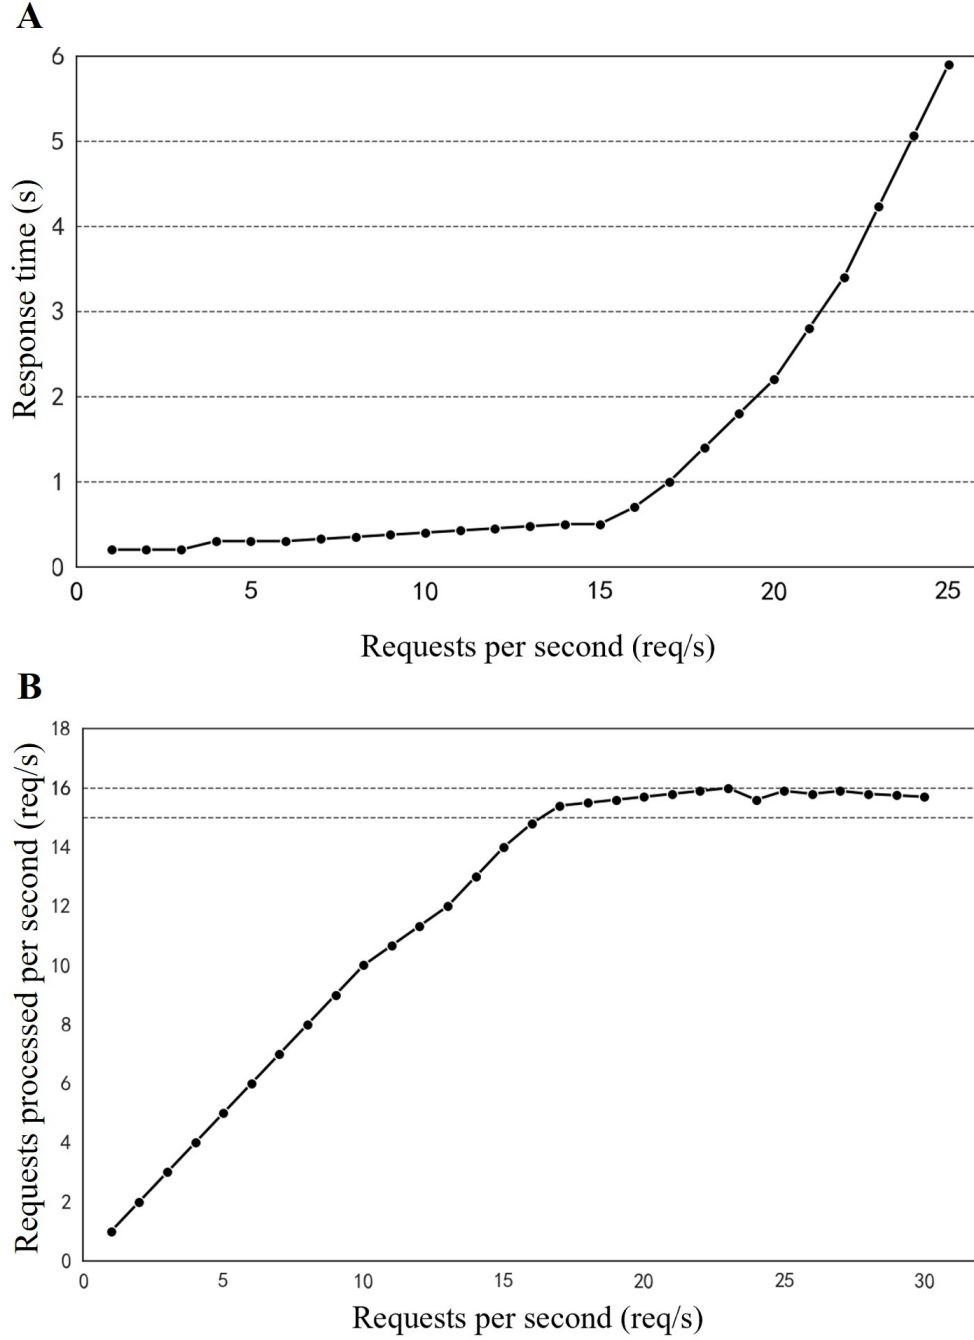 A
6
5
4
3
2
1
0
Response time (s)
0 5 10 15 20 25
Requests per second (req/s)
B
18
16
14
12
10
8
6
4
2
0
Requests processed per second (req/s)
0 5 10 15 20 25 30
Requests per second (req/s)